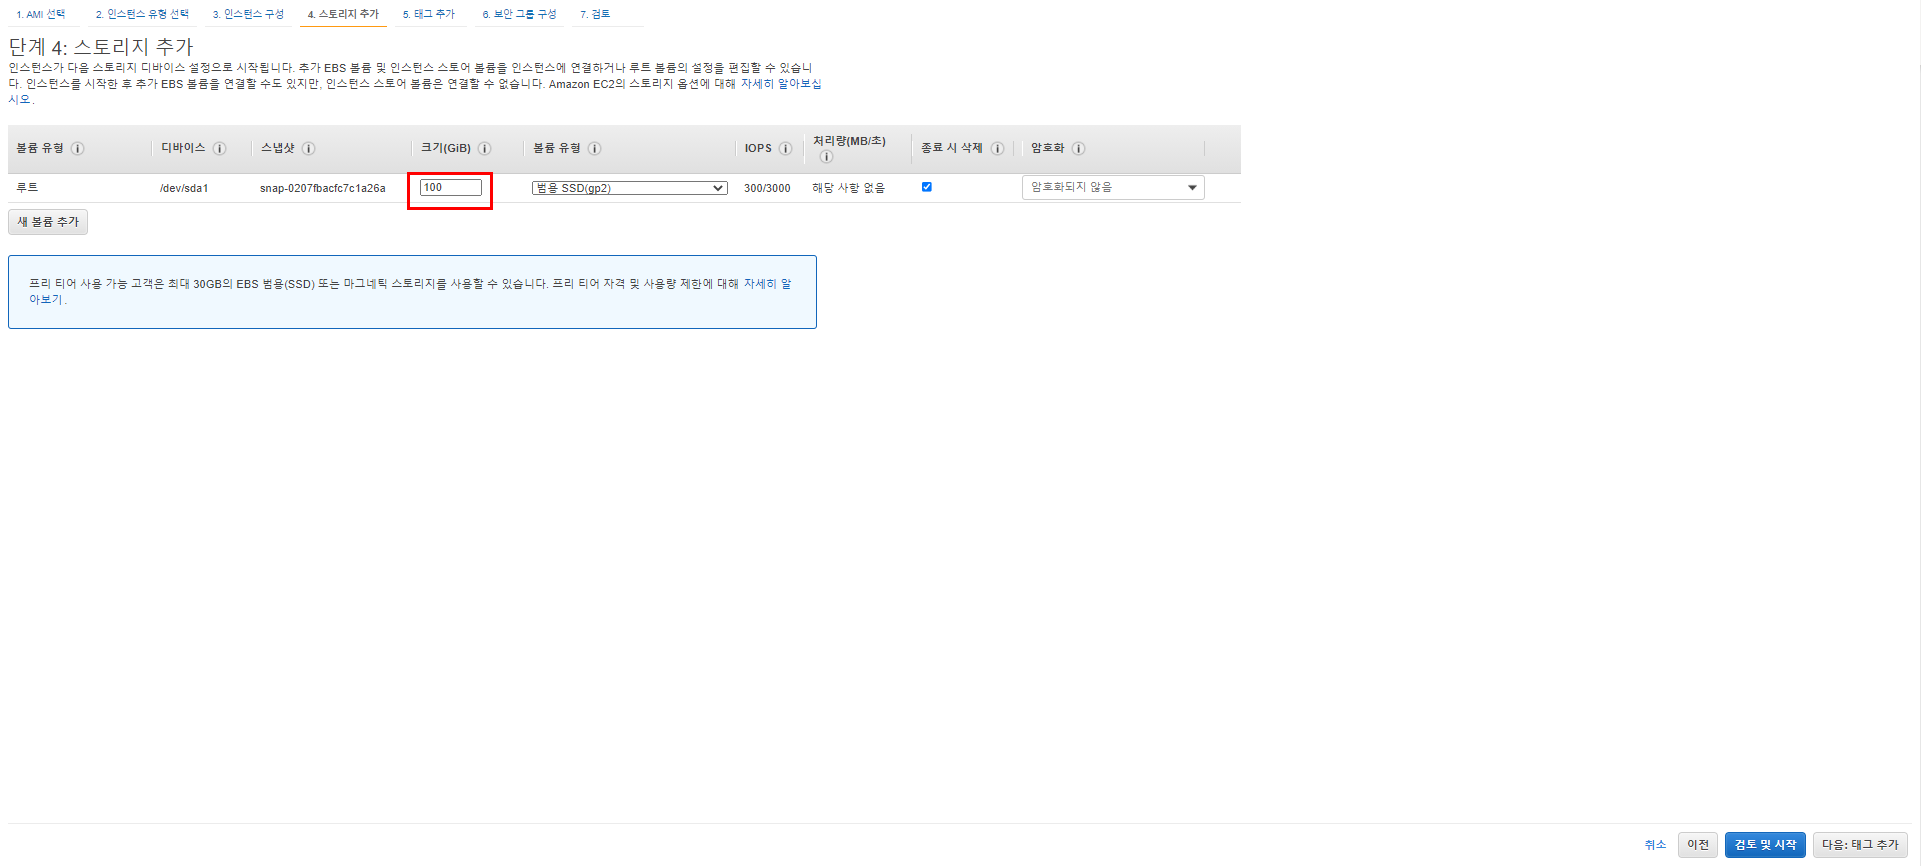 1. AMI 선택 2. 인스턴스 유형 선택 3. 인스턴스 구성 4. 스토리지 추가 5. 태그 추가 6. 보안 그룹 구성 7. 검토
단계 4: 스토리지 추가
인스턴스가 다음 스토리지 디바이스 설정으로 시작됩니다. 추가 EBS 볼륨 및 인스턴스 스토어 볼륨을 인스턴스에 연결하거나 루트 볼륨의 설정을 편집할 수 있습니
다. 인스턴스를 시작한 후 추가 EBS 볼륨을 연결할 수도 있지만, 인스턴스 스토어 볼륨은 연결할 수 없습니다. Amazon EC2의 스토리지 옵션에 대해 자세히 알아보십
시오.
볼륨 유형 디바이스 스냅샷 크기(GiB) 볼륨 유형 IOPS 처리량(MB/초) 종료 시 삭제 암호화
루트 /dev/sda1 snap-0207fbacfc7c1a26a 100 범용 SSD(gp2) 300/3000 해당 사항 없음 암호화되지 않음
새 볼륨 추가
프리 티어 사용 가능 고객은 최대 30GB의 EBS 범용(SSD) 또는 마그네틱 스토리지를 사용할 수 있습니다. 프리 티어 자격 및 사용량 제한에 대해 자세히 알
아보기.
취소 이전 검토 및 시작 다음: 태그 추가